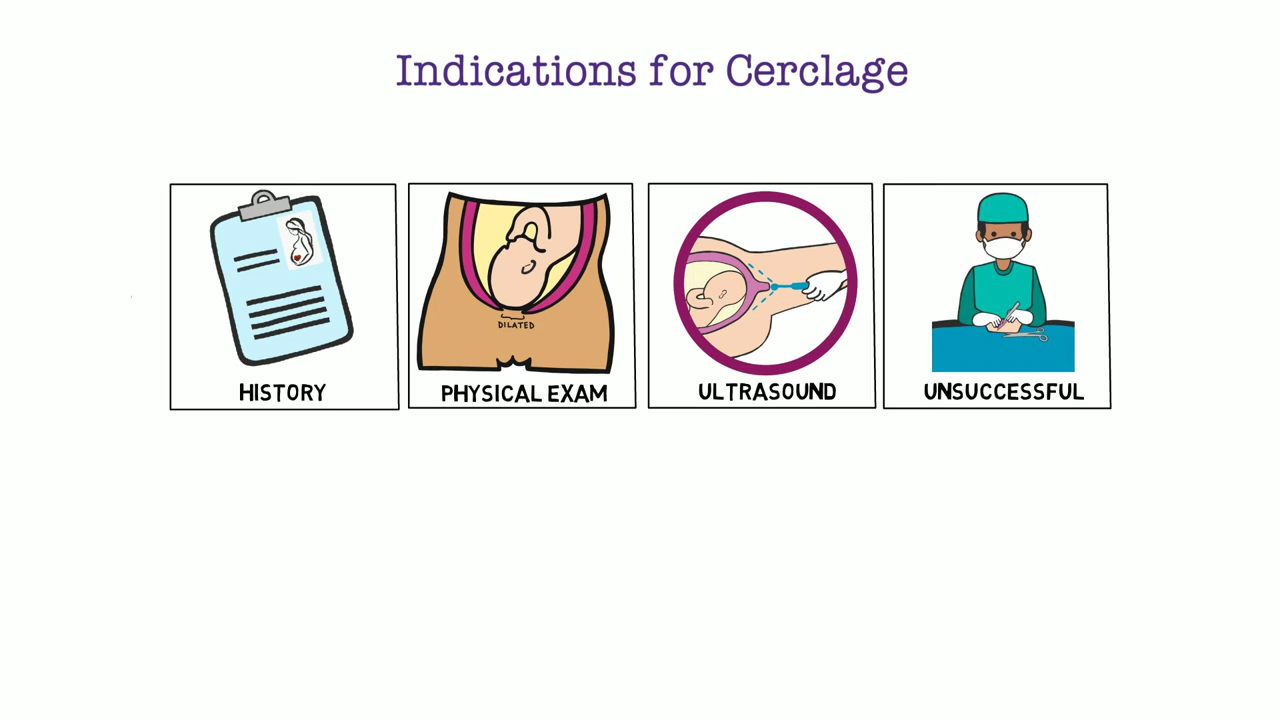 Indications for Cerclage
DILATED
HISTORY
PHYSICAL EXAM
ULTRASOUND
UNSUCCESSFUL